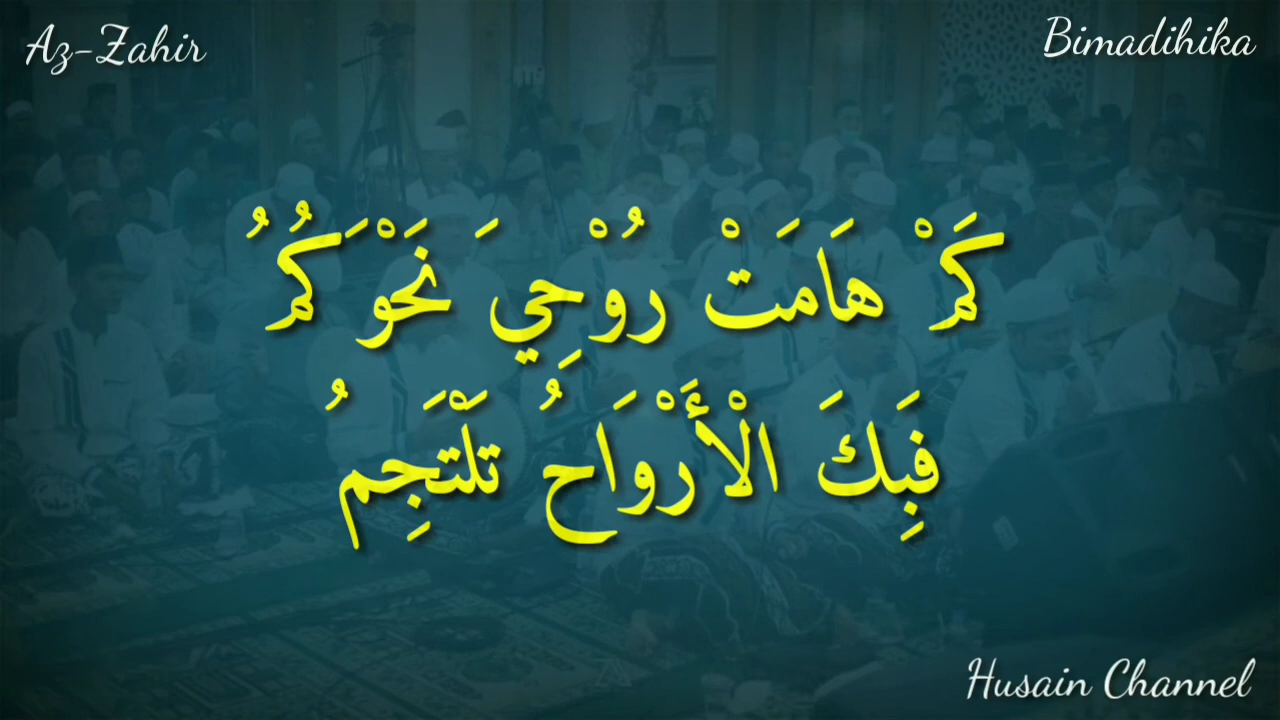 Az-Zahir
Bimadihika
كَمْ هَامَتْ رُوْحِيَ نَحْوَكُمُ
فَبِكَ الْأَرْوَاحُ تَلْتَجِمُ
Husain Channel